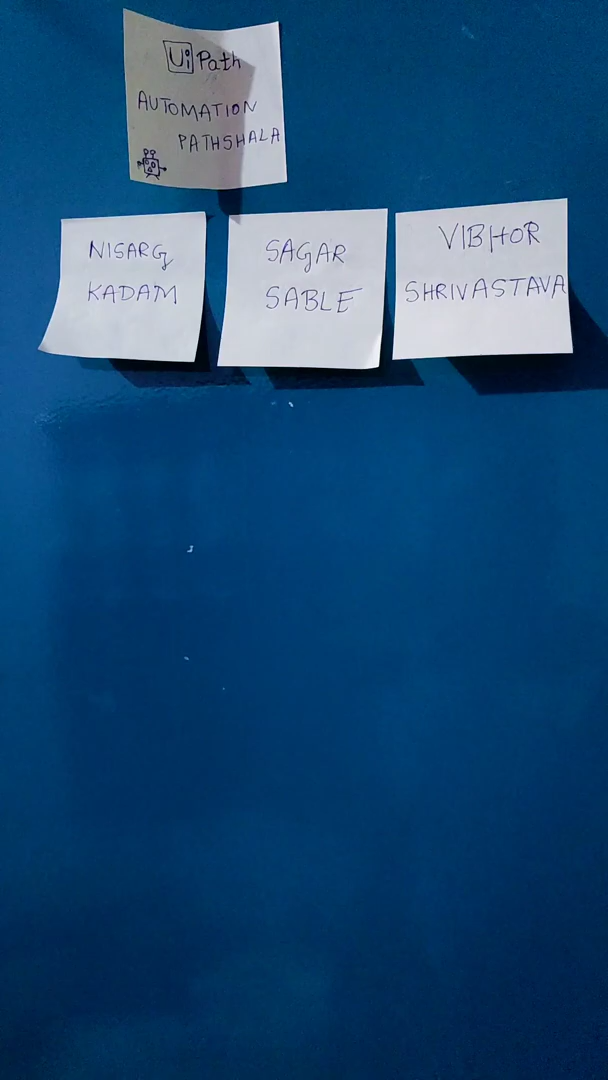 UiPath
AUTOMATION
PATHSHALA
NISARG
KADAM
SAGAR
SABLE
VIBHOR
SHRIVASTAVA